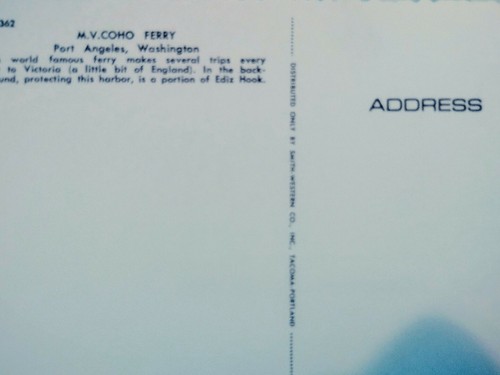 362
M.V.COHO FERRY
Port Angeles, Washington
world famous ferry makes several trips every
to Victoria (a little bit of England). In the back-
und, protecting this harbor, is a portion of Ediz Hook.
DISTRIBUTED ONLY BY SMITH-WESTERN CO., INC., TACOMA-PORTLAND
ADDRESS